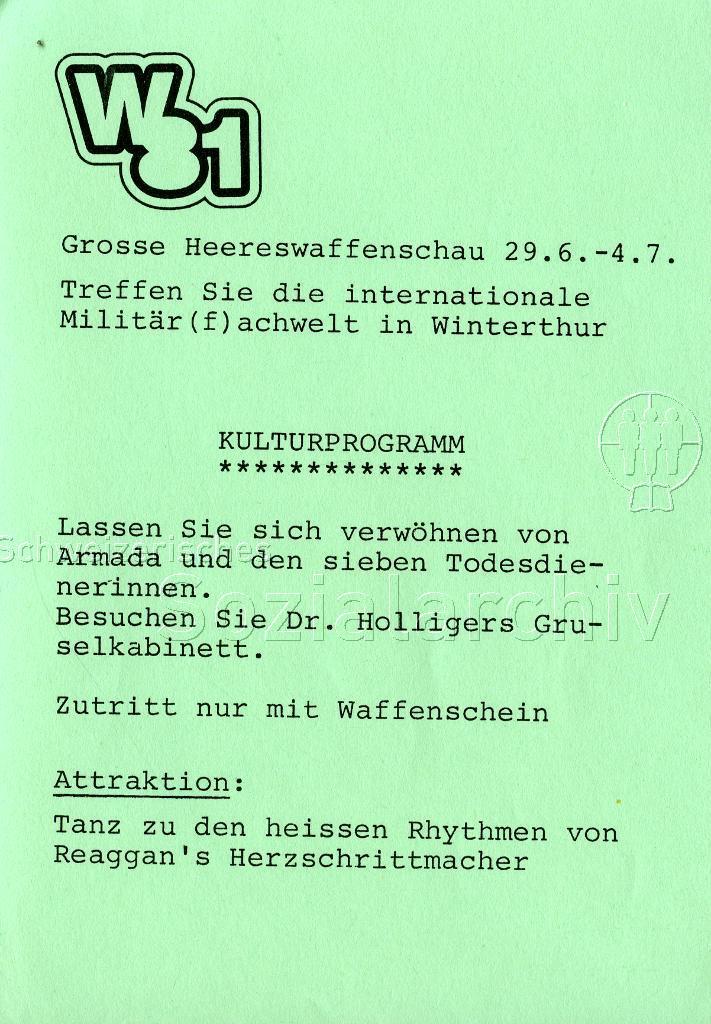 W81
Grosse Heereswaffenschau 29.6.-4.7.
Treffen Sie die internationale
Militär(f)achwelt in Winterthur
KULTURPROGRAMM
**************
Lassen Sie sich verwöhnen von
Schweizerisches
Armada und den sieben Todesdie-
nerinnen.
Sozialarchiv
Besuchen Sie Dr. Holligers Gru-
selkabinett.
Zutritt nur mit Waffenschein
Attraktion:
Tanz zu den heissen Rhythmen von
Reaggan's Herzschrittmacher